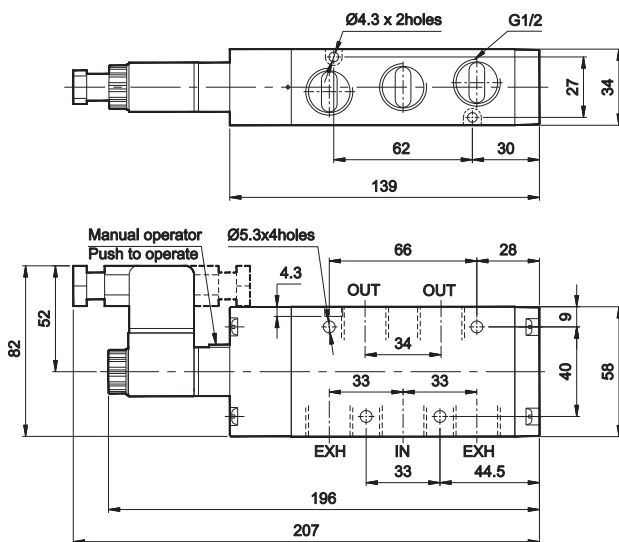 Ø4.3 x 2holes
G1/2
27
34
62
30
139
Manual operator
Push to operate
Ø5.3x4holes
66
28
4.3
OUT
OUT
9
52
82
34
40
58
33
33
EXH
IN
EXH
33
44.5
196
207